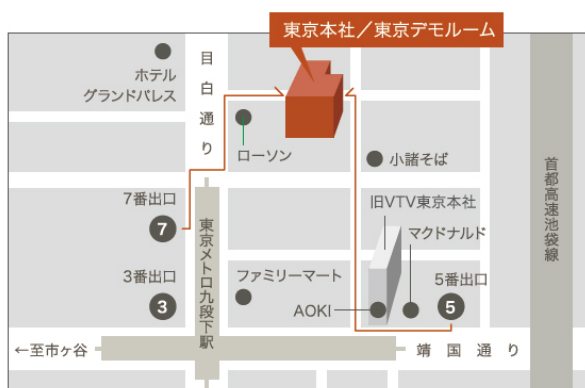 東京本社／東京デモルーム
ホテル
グランドパレス
目白通り
ローソン
小諸そば
首都高速池袋線
7番出口
7
旧VTV東京本社
東京メトロ九段下駅
マクドナルド
3番出口
3
ファミリーマート
AOKI
5番出口
5
←至市ヶ谷
靖国通り